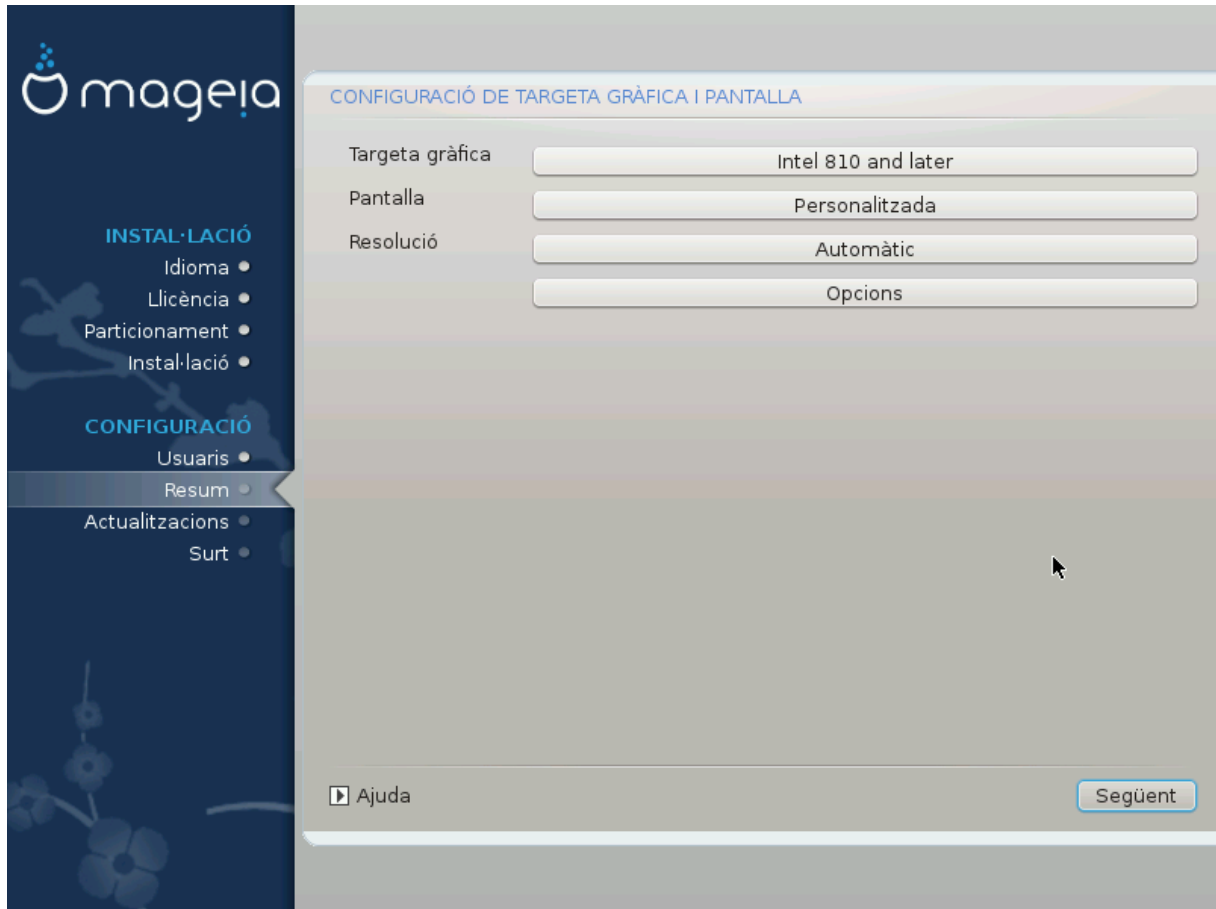 mageia
INSTAL·LACIÓ
Idioma
Llicència
Particionament
Instal·lació
CONFIGURACIÓ
Usuaris
Resum
Actualitzacions
Surt
CONFIGURACIÓ DE TARGETA GRÀFICA I PANTALLA
Targeta gràfica Intel 810 and later
Pantalla Personalitzada
Resolució Automàtic
Opcions
Ajuda Següent